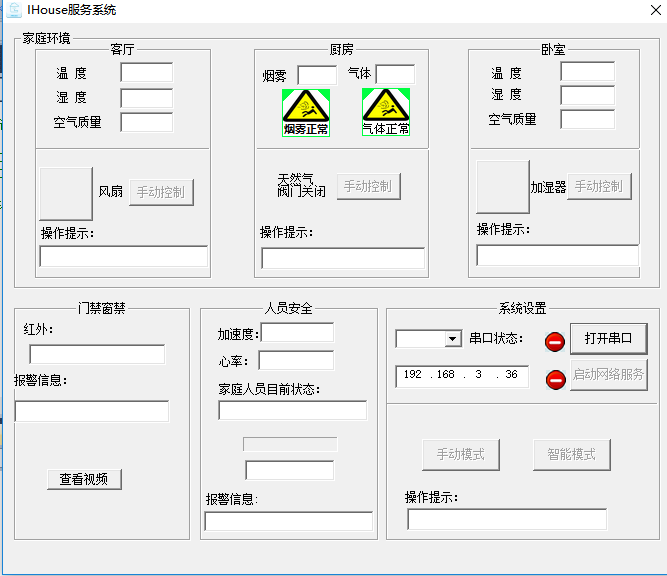 IHouse服务系统
家庭环境
客厅
温 度
湿 度
空气质量
风扇
手动控制
操作提示:
厨房
烟雾
气体
烟雾正常
气体正常
天然气
阀门关闭
手动控制
操作提示:
卧室
温 度
湿 度
空气质量
加湿器
手动控制
操作提示:
门禁窗禁
红外:
报警信息:
查看视频
人员安全
加速度:
心率:
家庭人员目前状态:
报警信息:
系统设置
串口状态:
打开串口
192 .168 . 3 . 36
启动网络服务
手动模式
智能模式
操作提示: